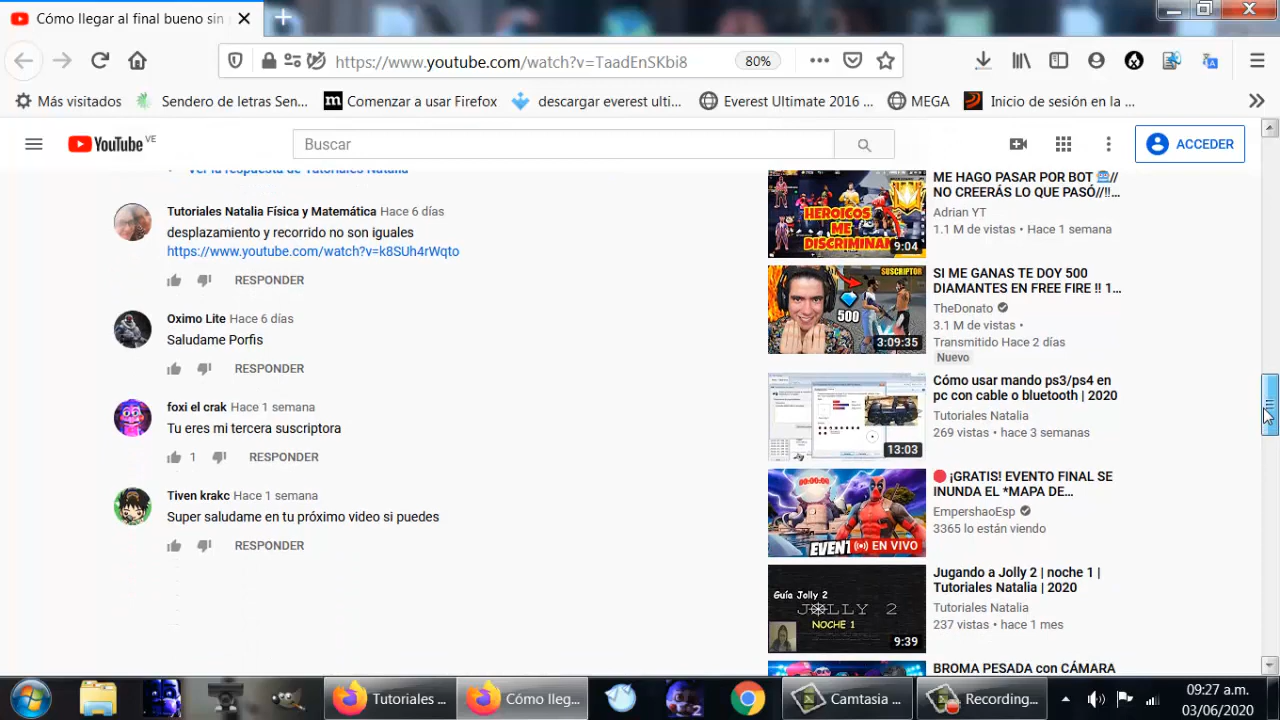 Cómo llegar al final bueno sin
https://www.youtube.com/watch?v=TaadEnSKbi8
80%
Más visitados
Sendero de letras Sen...
Comenzar a usar Firefox
descargar everest ulti...
Everest Ultimate 2016 ...
MEGA
Inicio de sesión en la ...
YouTube VE
Buscar
ACCEDER
Ver la respuesta de Tutoriales Natalia
Tutoriales Natalia Física y Matemática Hace 6 días
desplazamiento y recorrido no son iguales
https://www.youtube.com/watch?v=k8SUh4rWqto
RESPONDER
Oximo Lite Hace 6 días
Saludame Porfis
RESPONDER
foxi el crak Hace 1 semana
Tu eres mi tercera suscriptora
1
RESPONDER
Tiven krakc Hace 1 semana
Super saludame en tu próximo video si puedes
RESPONDER
HEROICOS
ME
DISCRIMINAN
9:04
ME HAGO PASAR POR BOT 🤖//
NO CREERÁS LO QUE PASÓ//!!...
Adrian YT
1.1 M de vistas • Hace 1 semana
SUSCRIPTOR
500
3:09:35
SI ME GANAS TE DOY 500
DIAMANTES EN FREE FIRE !! 1...
TheDonato
3.1 M de vistas •
Transmitido Hace 2 días
Nuevo
13:03
Cómo usar mando ps3/ps4 en
pc con cable o bluetooth | 2020
Tutoriales Natalia
269 vistas • hace 3 semanas
00:00:00
EVENT
EN VIVO
🔴 ¡GRATIS! EVENTO FINAL SE
INUNDA EL *MAPA DE...
EmpershaoEsp
3365 lo están viendo
Guía Jolly 2
JOLLY 2
NOCHE 1
9:39
Jugando a Jolly 2 | noche 1 |
Tutoriales Natalia | 2020
Tutoriales Natalia
237 vistas • hace 1 mes
BROMA PESADA con CÁMARA
Tutoriales ...
Cómo lleg...
Camtasia ...
Recording...
09:27 a.m.
03/06/2020